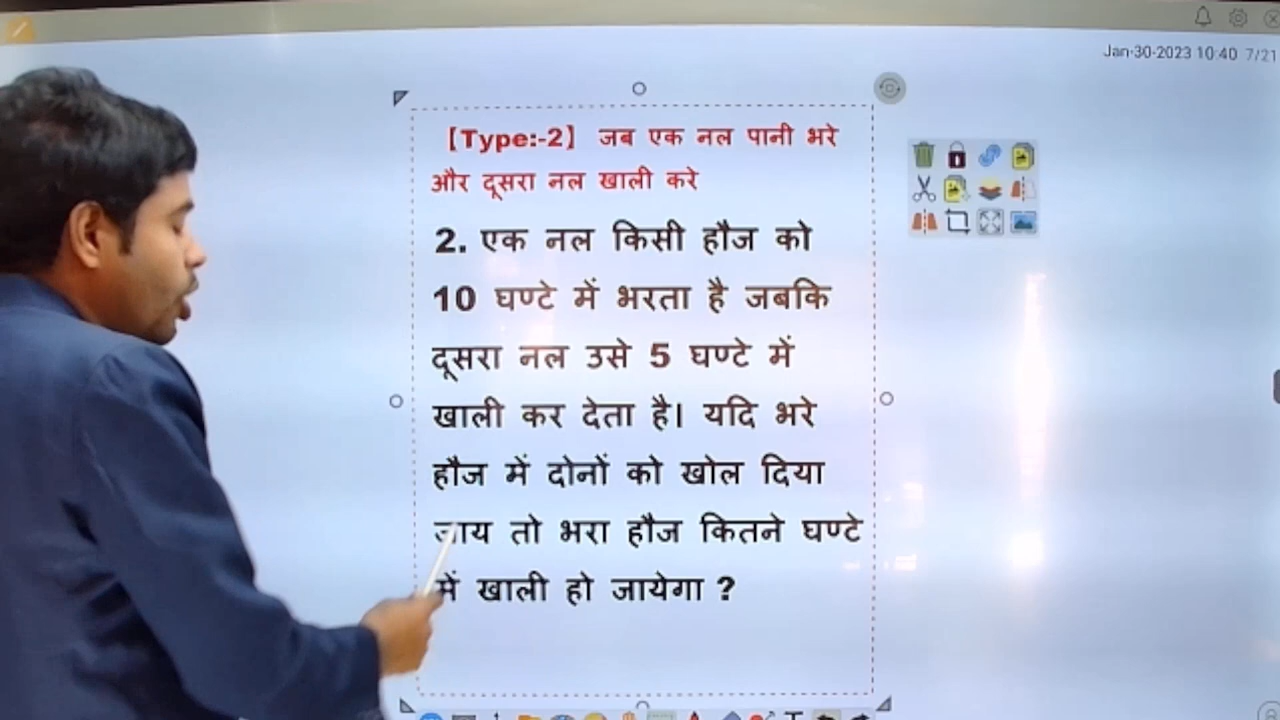 Jan-30-2023 10:40 7/21
【Type:-2】 जब एक नल पानी भरे
और दूसरा नल खाली करे
2. एक नल किसी हौज को
10 घण्टे में भरता है जबकि
दूसरा नल उसे 5 घण्टे में
खाली कर देता है। यदि भरे
हौज में दोनों को खोल दिया
जाय तो भरा हौज कितने घण्टे
में खाली हो जायेगा ?